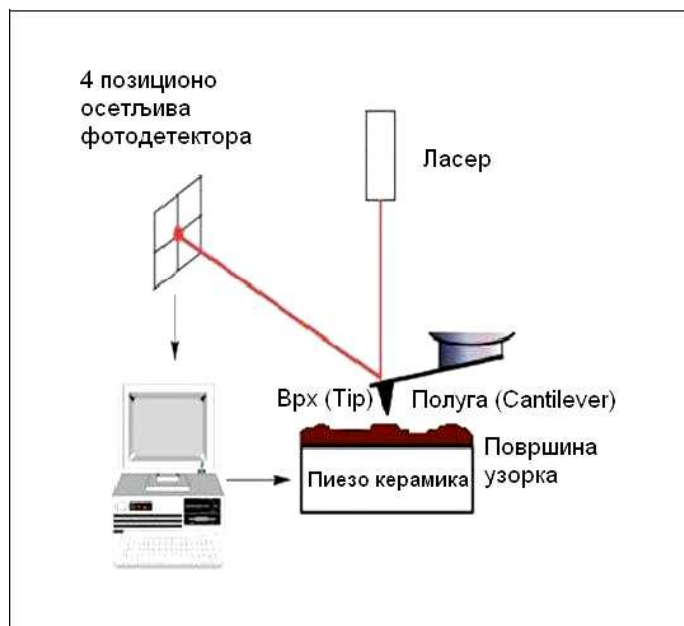 4 позиционо
осетљива
фотодетектора
Ласер
Врх (Tip)
Полуга (Cantilever)
Површина
узорка
Пиезо керамика